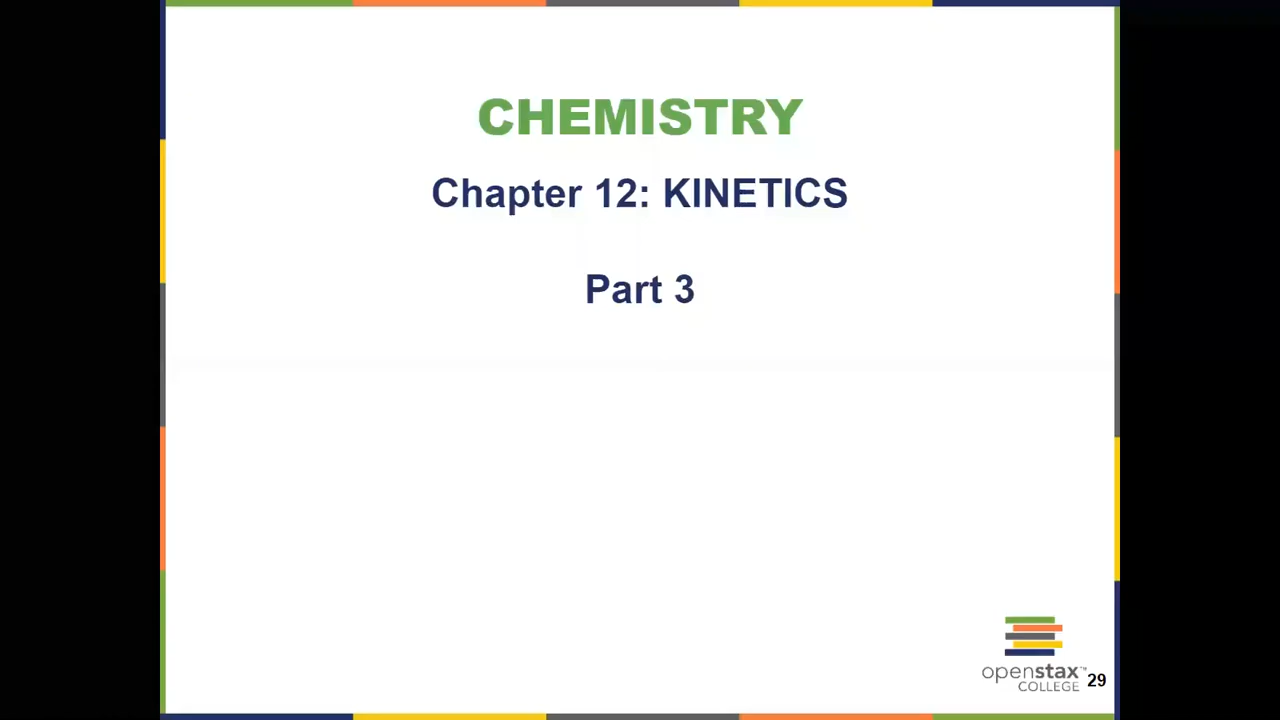 CHEMISTRY
Chapter 12: KINETICS
Part 3
openstax™
COLLEGE
29